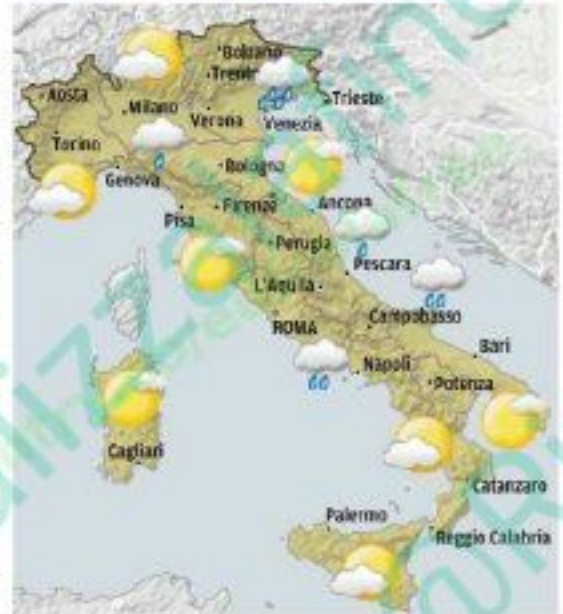 Bolzano
Trento
Aosta
Milano
Verona
Venezia
Trieste
Torino
Genova
Bologna
Pisa
Firenze
Ancona
Perugia
Pescara
L'Aquila
ROMA
Campobasso
Bari
Napoli
Potenza
Cagliari
Catanzaro
Palermo
Reggio Calabria